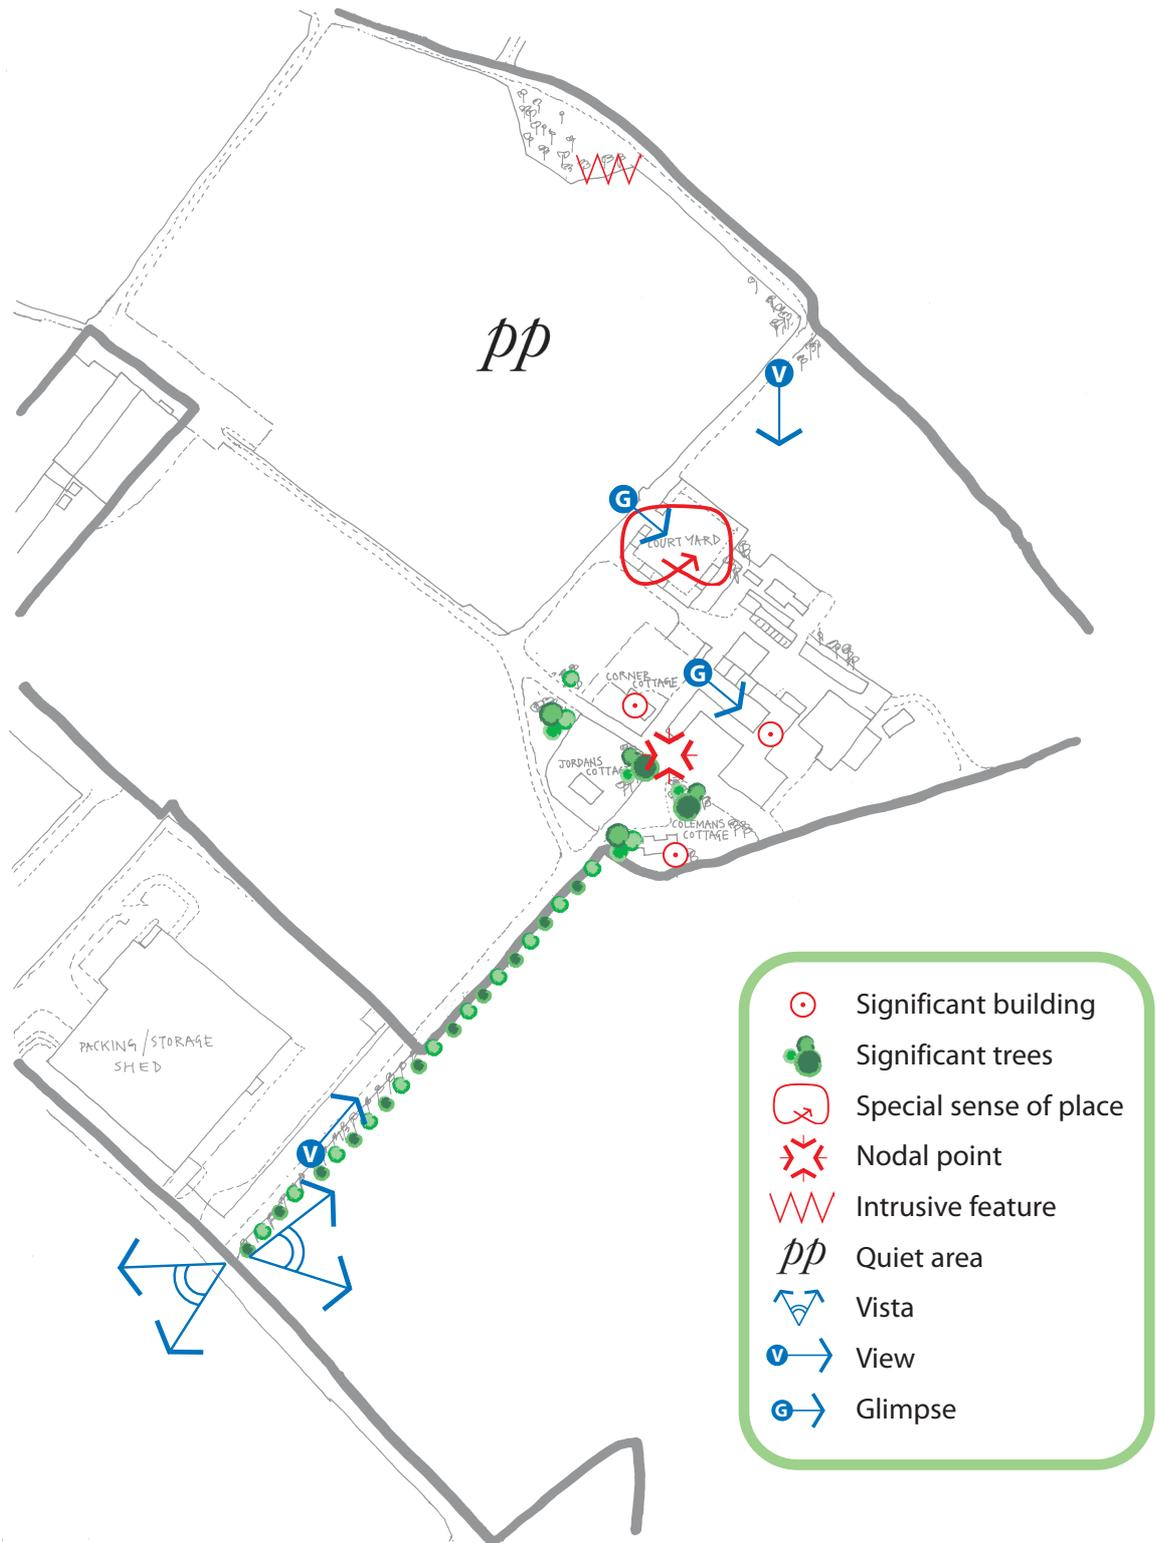 pp
V
G
COURTYARD
CORNER
COTTAGE
G
JORDANS
COTTAGE
COLEMANS
COTTAGE
PACKING/STORAGE
SHED
V
Significant building
Significant trees
Special sense of place
Nodal point
Intrusive feature
pp Quiet area
Vista
V View
G Glimpse